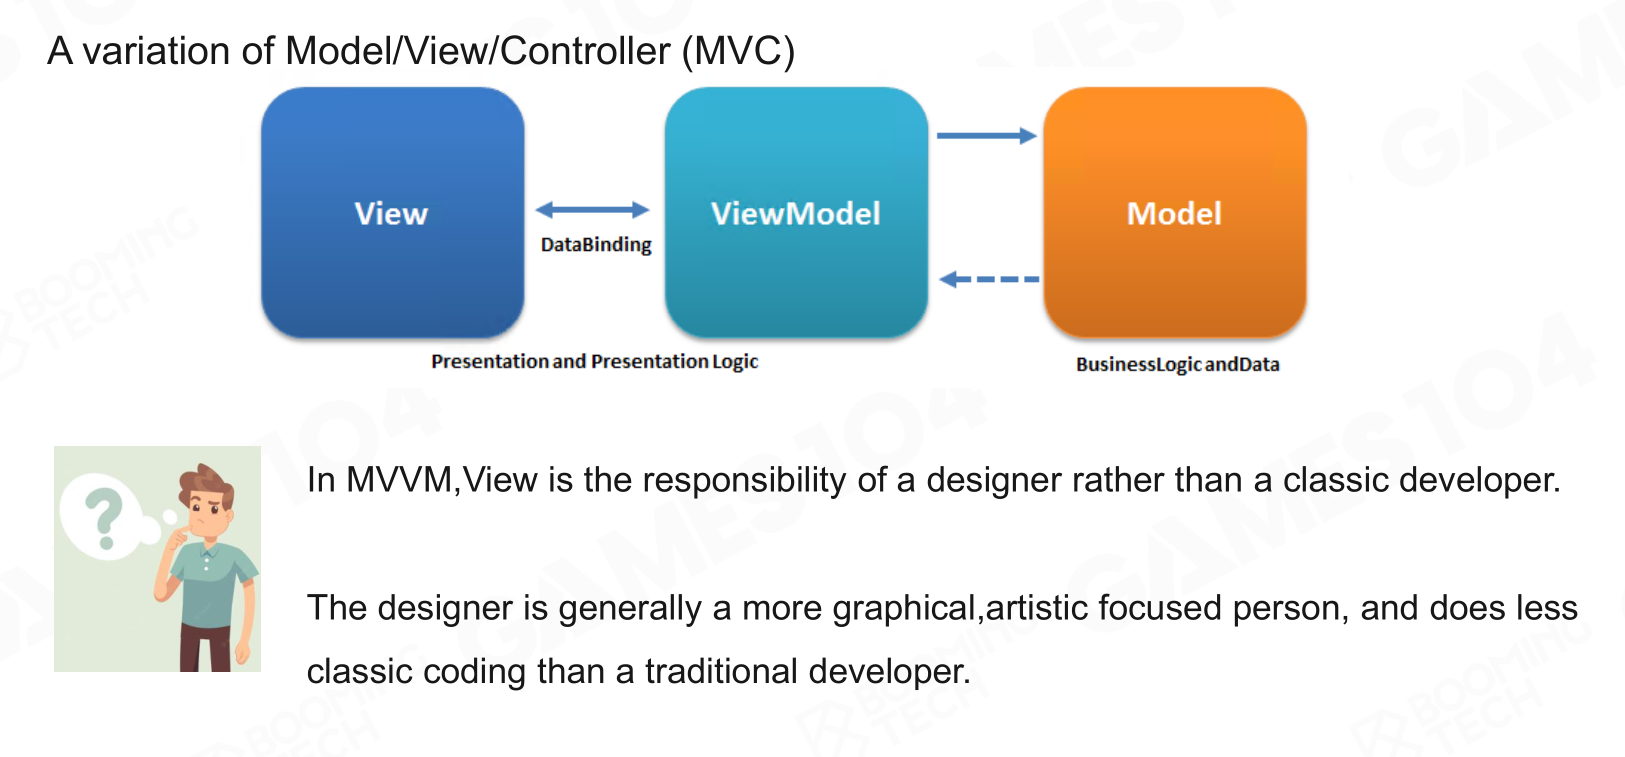 A variation of Model/View/Controller (MVC)
View
DataBinding
ViewModel
Model
Presentation and Presentation Logic
BusinessLogicandData
?
In MVVM,View is the responsibility of a designer rather than a classic developer.
The designer is generally a more graphical,artistic focused person, and does less
classic coding than a traditional developer.
GAMES104
BOOMING
TECH